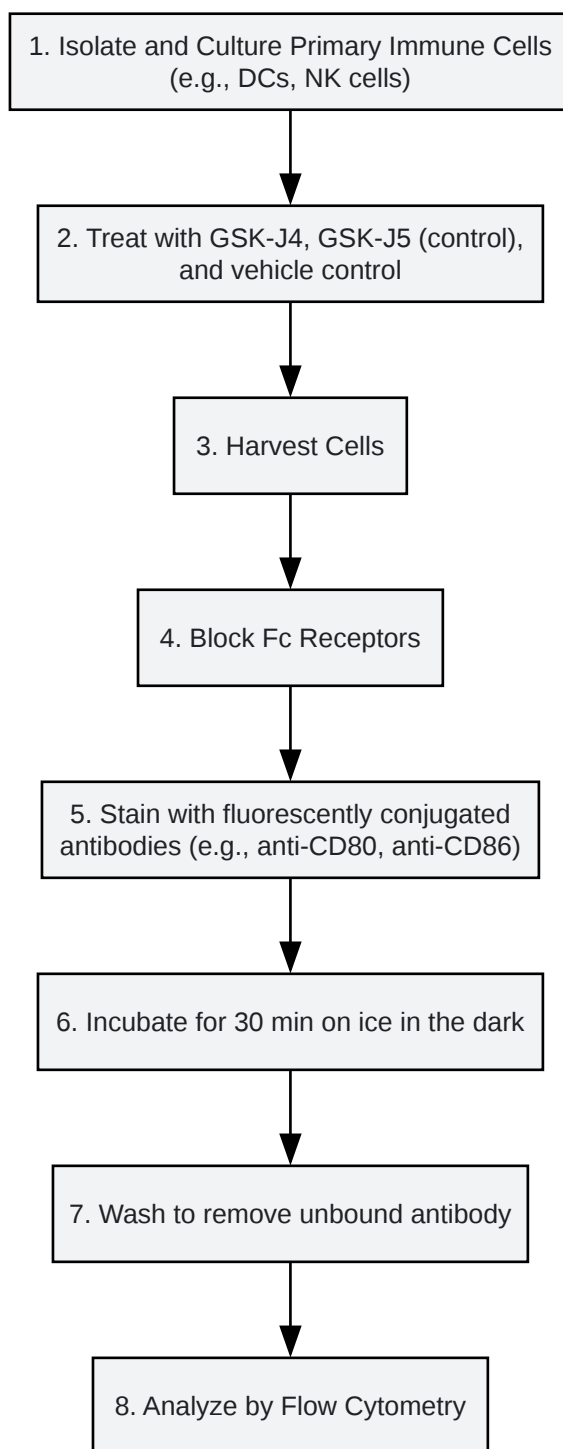 1. Isolate and Culture Primary Immune Cells
(e.g., DCs, NK cells)
2. Treat with GSK-J4, GSK-J5 (control),
and vehicle control
3. Harvest Cells
4. Block Fc Receptors
5. Stain with fluorescently conjugated
antibodies (e.g., anti-CD80, anti-CD86)
6. Incubate for 30 min on ice in the dark
7. Wash to remove unbound antibody
8. Analyze by Flow Cytometry